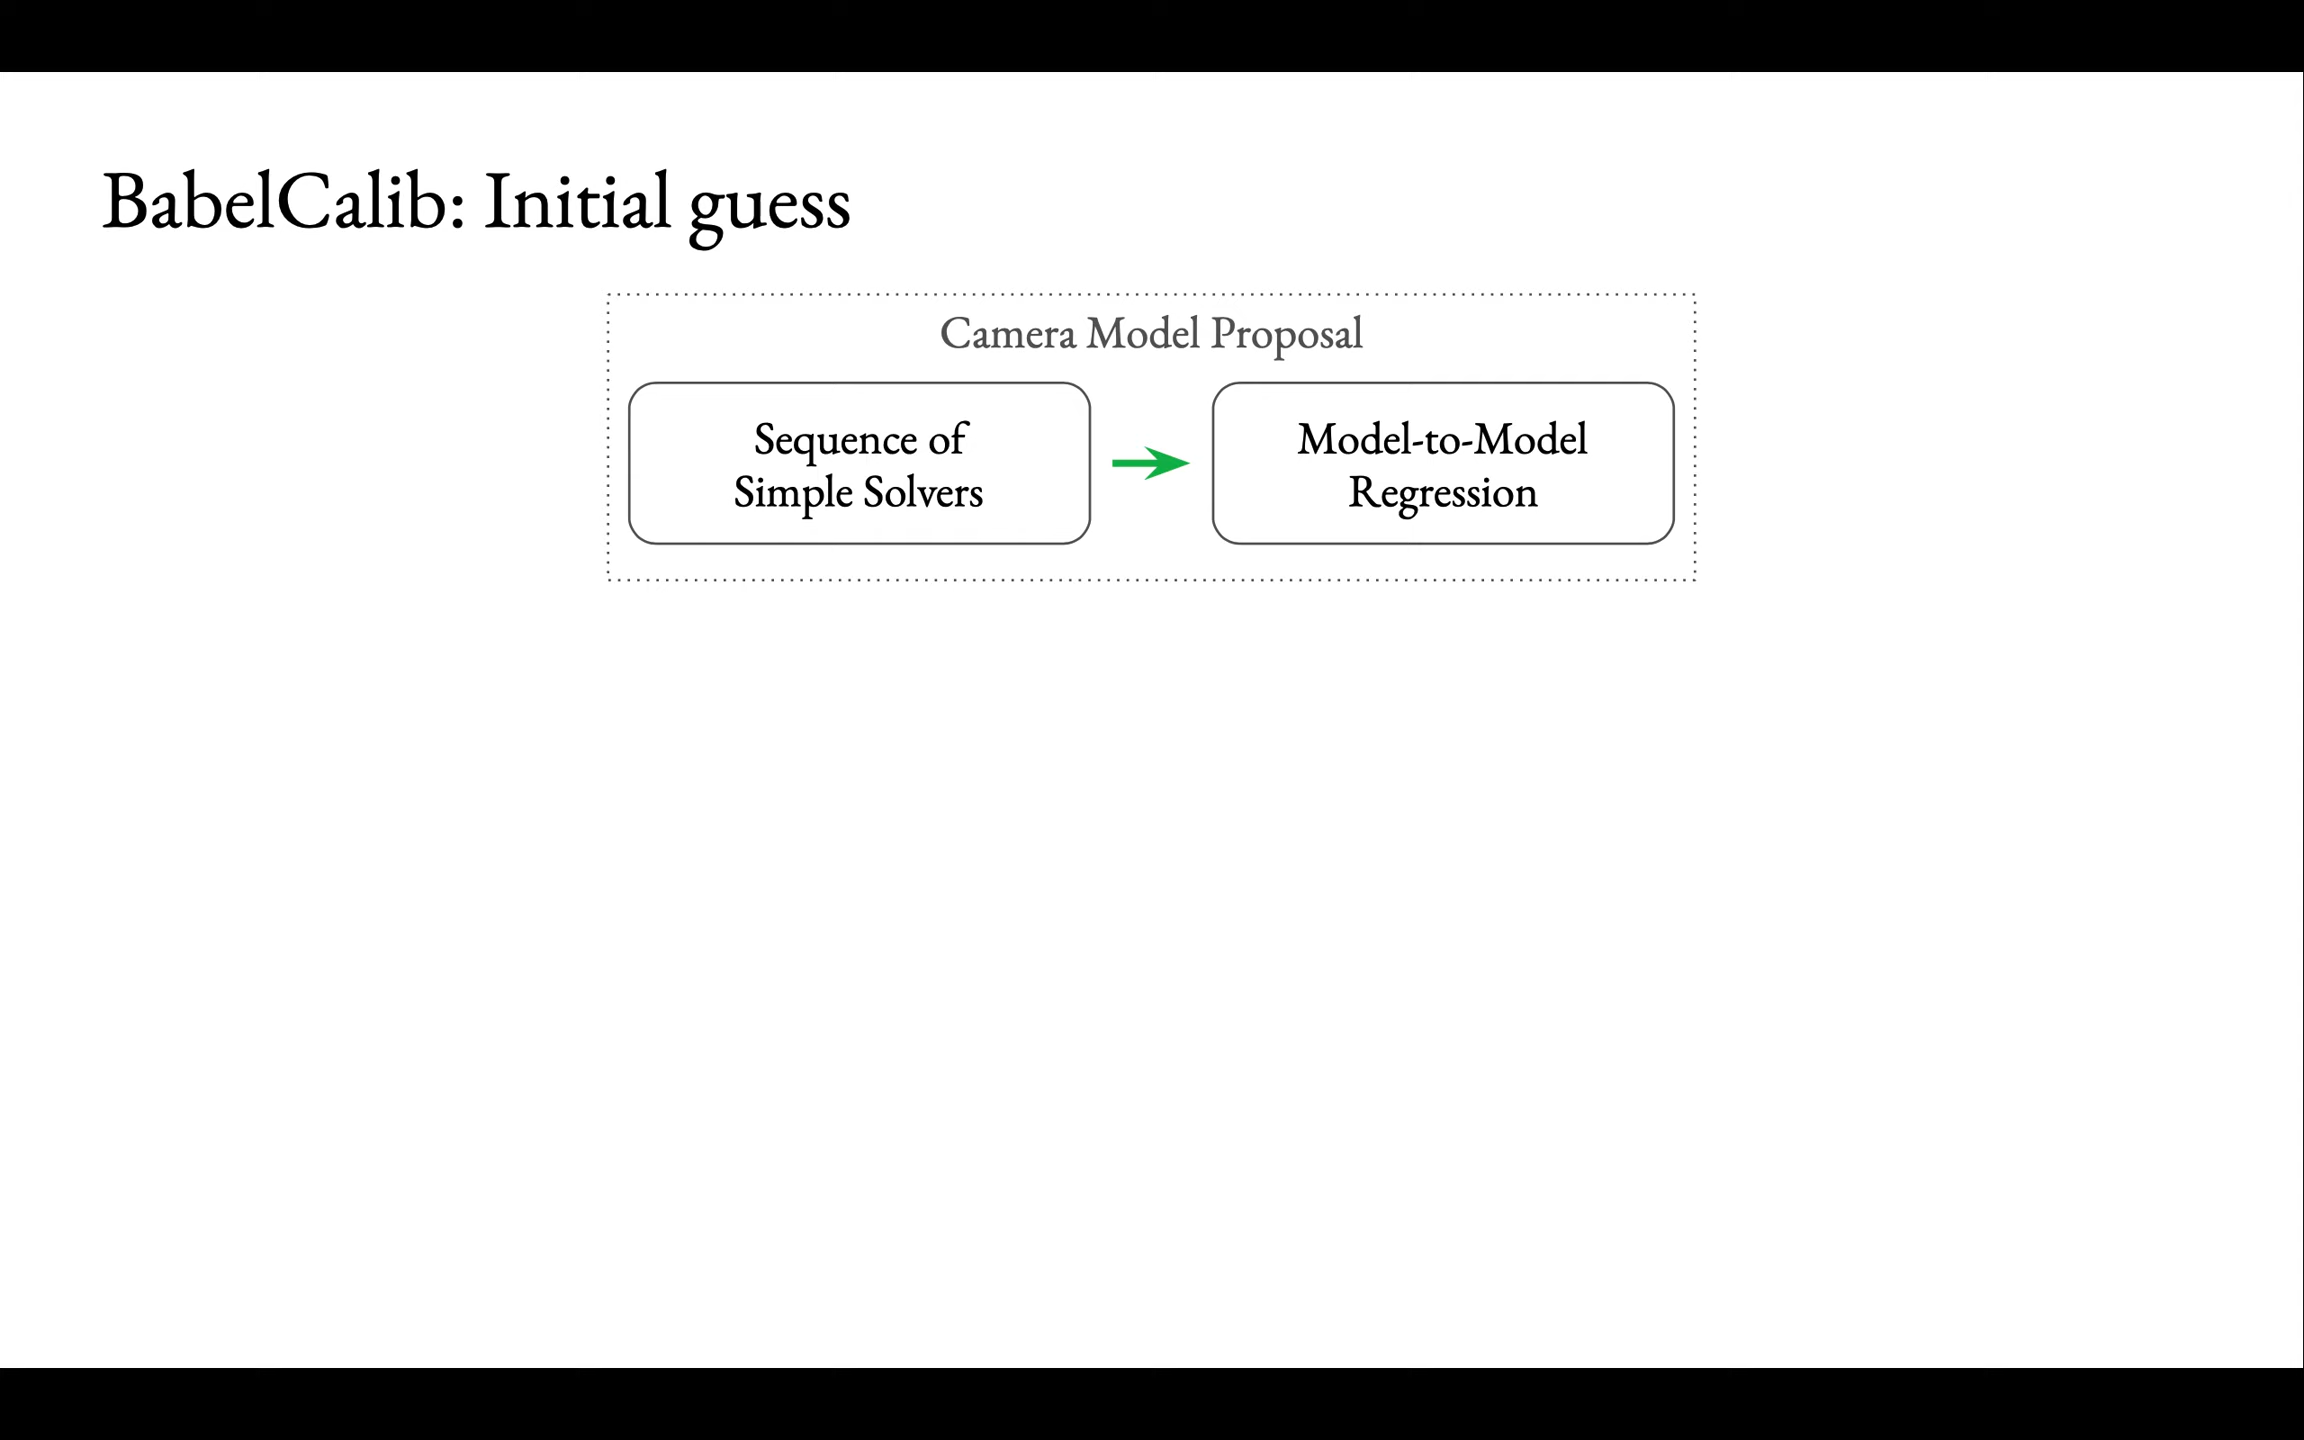 BabelCalib: Initial guess
Camera Model Proposal
Sequence of
Simple Solvers
Model-to-Model
Regression